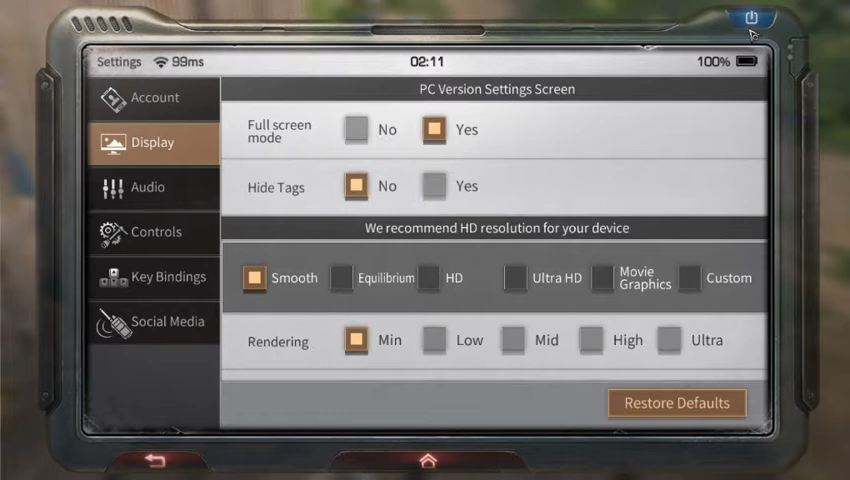 Settings 99ms 02:11 100%
Account
Display
Audio
Controls
Key Bindings
Social Media
PC Version Settings Screen
Full screen
mode
No Yes
Hide Tags No Yes
We recommend HD resolution for your device
Smooth Equilibrium HD Ultra HD Movie
Graphics Custom
Rendering Min Low Mid High Ultra
Restore Defaults